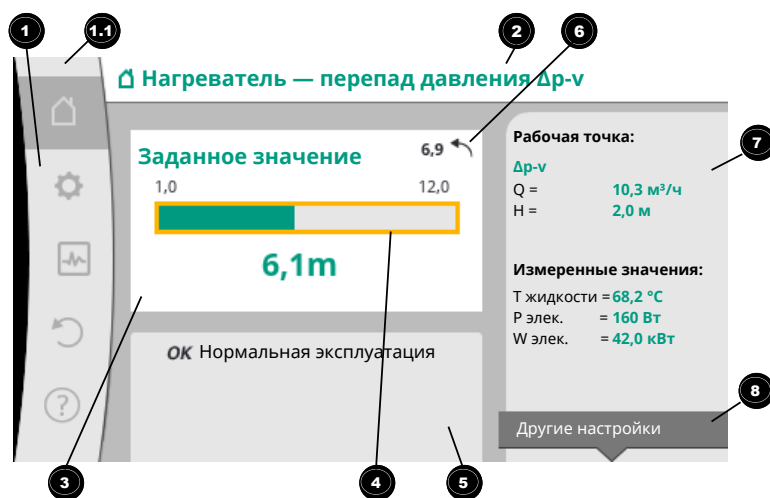 1
1.1
2
6
Нагреватель — перепад давления Δp-v
Заданное значение
6,9
1,0
12,0
6,1m
OK Нормальная эксплуатация
Рабочая точка:
Δp-v
Q = 10,3 м³/ч
H = 2,0 м
7
Измеренные значения:
T жидкости = 68,2 °C
P элек. = 160 Вт
W элек. = 42,0 кВт
?
8
Другие настройки
3
4
5